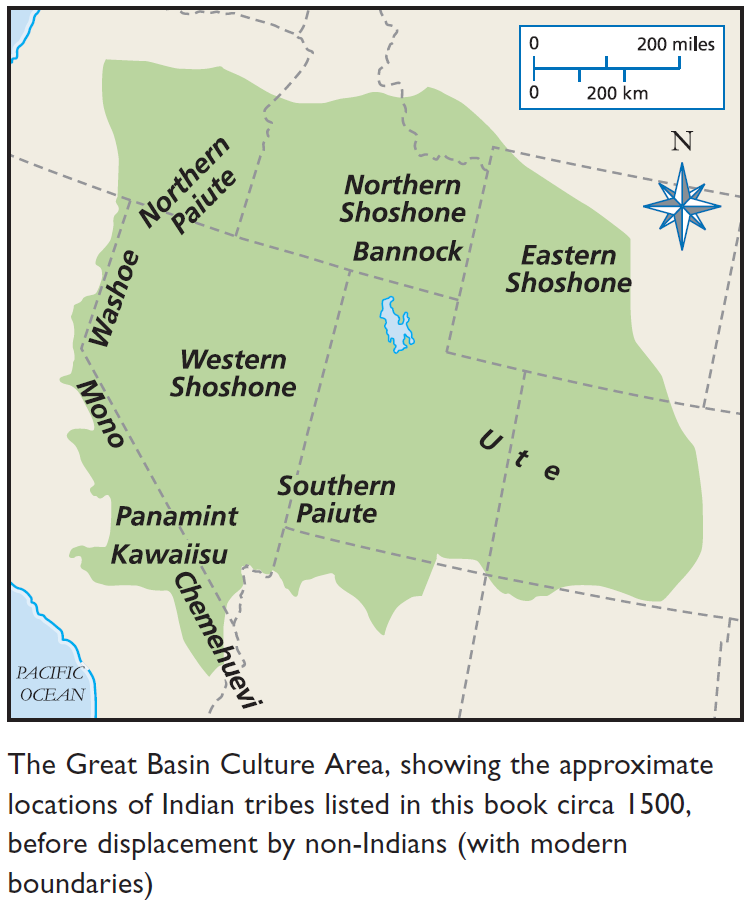 0 200 miles
0 200 km
N
Northern
Paiute
Northern
Shoshone
Bannock
Eastern
Shoshone
Washoe
Western
Shoshone
Mono
Ute
Southern
Paiute
Panamint
Kawaiisu
Chemehuevi
PACIFIC
OCEAN
The Great Basin Culture Area, showing the approximate
locations of Indian tribes listed in this book circa 1500,
before displacement by non-Indians (with modern
boundaries)